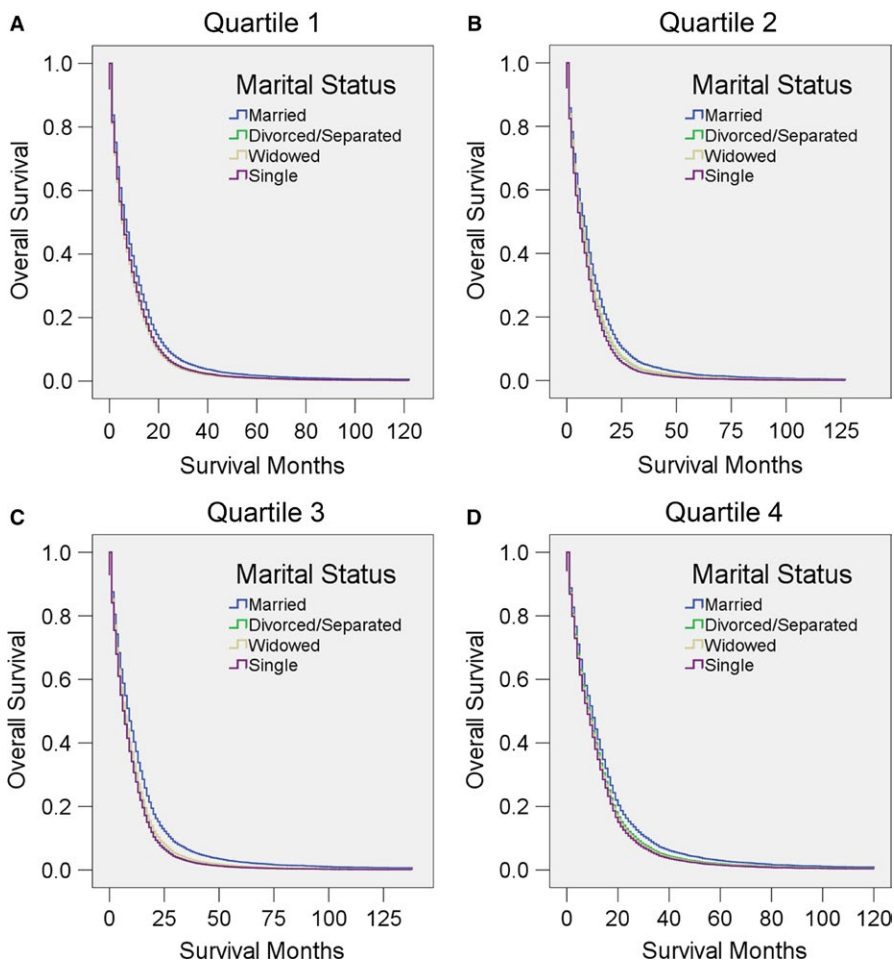 A
Quartile 1
Overall Survival
1.0
0.8
0.6
0.4
0.2
0.0
Marital Status
Married
Divorced/Separated
Widowed
Single
0 20 40 60 80 100 120
Survival Months
B
Quartile 2
Overall Survival
1.0
0.8
0.6
0.4
0.2
0.0
Marital Status
Married
Divorced/Separated
Widowed
Single
0 25 50 75 100 125
Survival Months
C
Quartile 3
Overall Survival
1.0
0.8
0.6
0.4
0.2
0.0
Marital Status
Married
Divorced/Separated
Widowed
Single
0 25 50 75 100 125
Survival Months
D
Quartile 4
Overall Survival
1.0
0.8
0.6
0.4
0.2
0.0
Marital Status
Married
Divorced/Separated
Widowed
Single
0 20 40 60 80 100 120
Survival Months